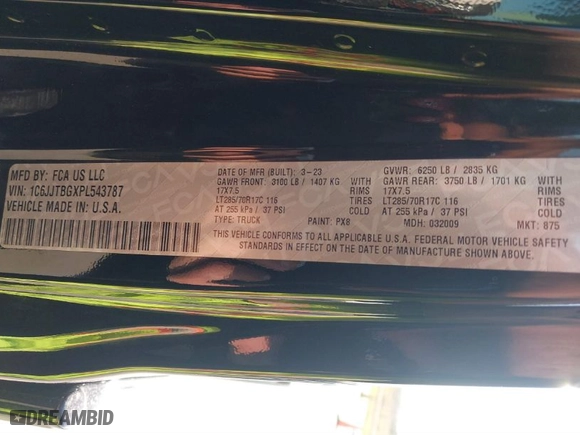 MFD BY: FCA US LLC
VIN: 1C6JJTBGXPL543787
VEHICLE MADE IN: U.S.A.
DATE OF MFR (BUILT): 3-23
GAWR FRONT: 3100 LB / 1407 KG
17X7.5 RIMS
LT285/70R17C 116 TIRES
AT 255 kPa / 37 PSI COLD
TYPE: TRUCK PAINT: PX8
GVWR: 6250 LB / 2835 KG
GAWR REAR: 3750 LB / 1701 KG
17X7.5 RIMS
LT285/70R17C 116 TIRES
AT 255 kPa / 37 PSI COLD
MDH: 032009 MKT: 875
THIS VEHICLE CONFORMS TO ALL APPLICABLE U.S.A. FEDERAL MOTOR VEHICLE SAFETY
STANDARDS IN EFFECT ON THE DATE OF MANUFACTURE SHOWN ABOVE.
DREAMBID